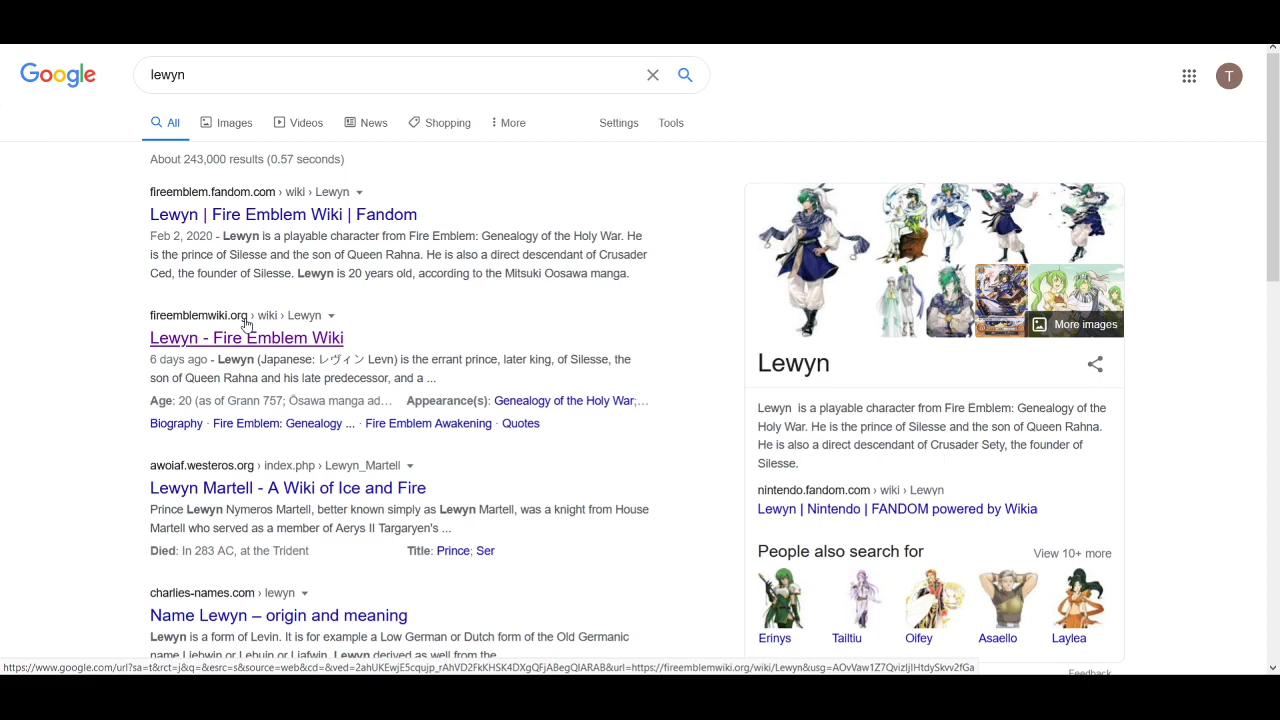 Google
lewyn
T
All
Images
Videos
News
Shopping
More
Settings
Tools
About 243,000 results (0.57 seconds)
fireemblem.fandom.com › wiki › Lewyn
Lewyn | Fire Emblem Wiki | Fandom
Feb 2, 2020 - Lewyn is a playable character from Fire Emblem: Genealogy of the Holy War. He
is the prince of Silesse and the son of Queen Rahna. He is also a direct descendant of Crusader
Ced, the founder of Silesse. Lewyn is 20 years old, according to the Mitsuki Oosawa manga.
fireemblemwiki.org › wiki › Lewyn
Lewyn - Fire Emblem Wiki
6 days ago - Lewyn (Japanese: レヴィン Levn) is the errant prince, later king, of Silesse, the
son of Queen Rahna and his late predecessor, and a ...
Age: 20 (as of Grann 757; Ōsawa manga ad... Appearance(s): Genealogy of the Holy War;...
Biography · Fire Emblem: Genealogy ... · Fire Emblem Awakening · Quotes
awoiaf.westeros.org › index.php › Lewyn_Martell
Lewyn Martell - A Wiki of Ice and Fire
Prince Lewyn Nymeros Martell, better known simply as Lewyn Martell, was a knight from House
Martell who served as a member of Aerys II Targaryen's ...
Died: In 283 AC, at the Trident Title: Prince; Ser
charlies-names.com › lewyn
Name Lewyn – origin and meaning
Lewyn is a form of Levin. It is for example a Low German or Dutch form of the Old Germanic
name Liebwin or Lebuin or Liafwin. Lewyn derived as well from the
More images
Lewyn
Lewyn is a playable character from Fire Emblem: Genealogy of the
Holy War. He is the prince of Silesse and the son of Queen Rahna.
He is also a direct descendant of Crusader Sety, the founder of
Silesse.
nintendo.fandom.com › wiki › Lewyn
Lewyn | Nintendo | FANDOM powered by Wikia
People also search for
View 10+ more
Erinys
Tailtiu
Oifey
Asaello
Laylea
Feedback